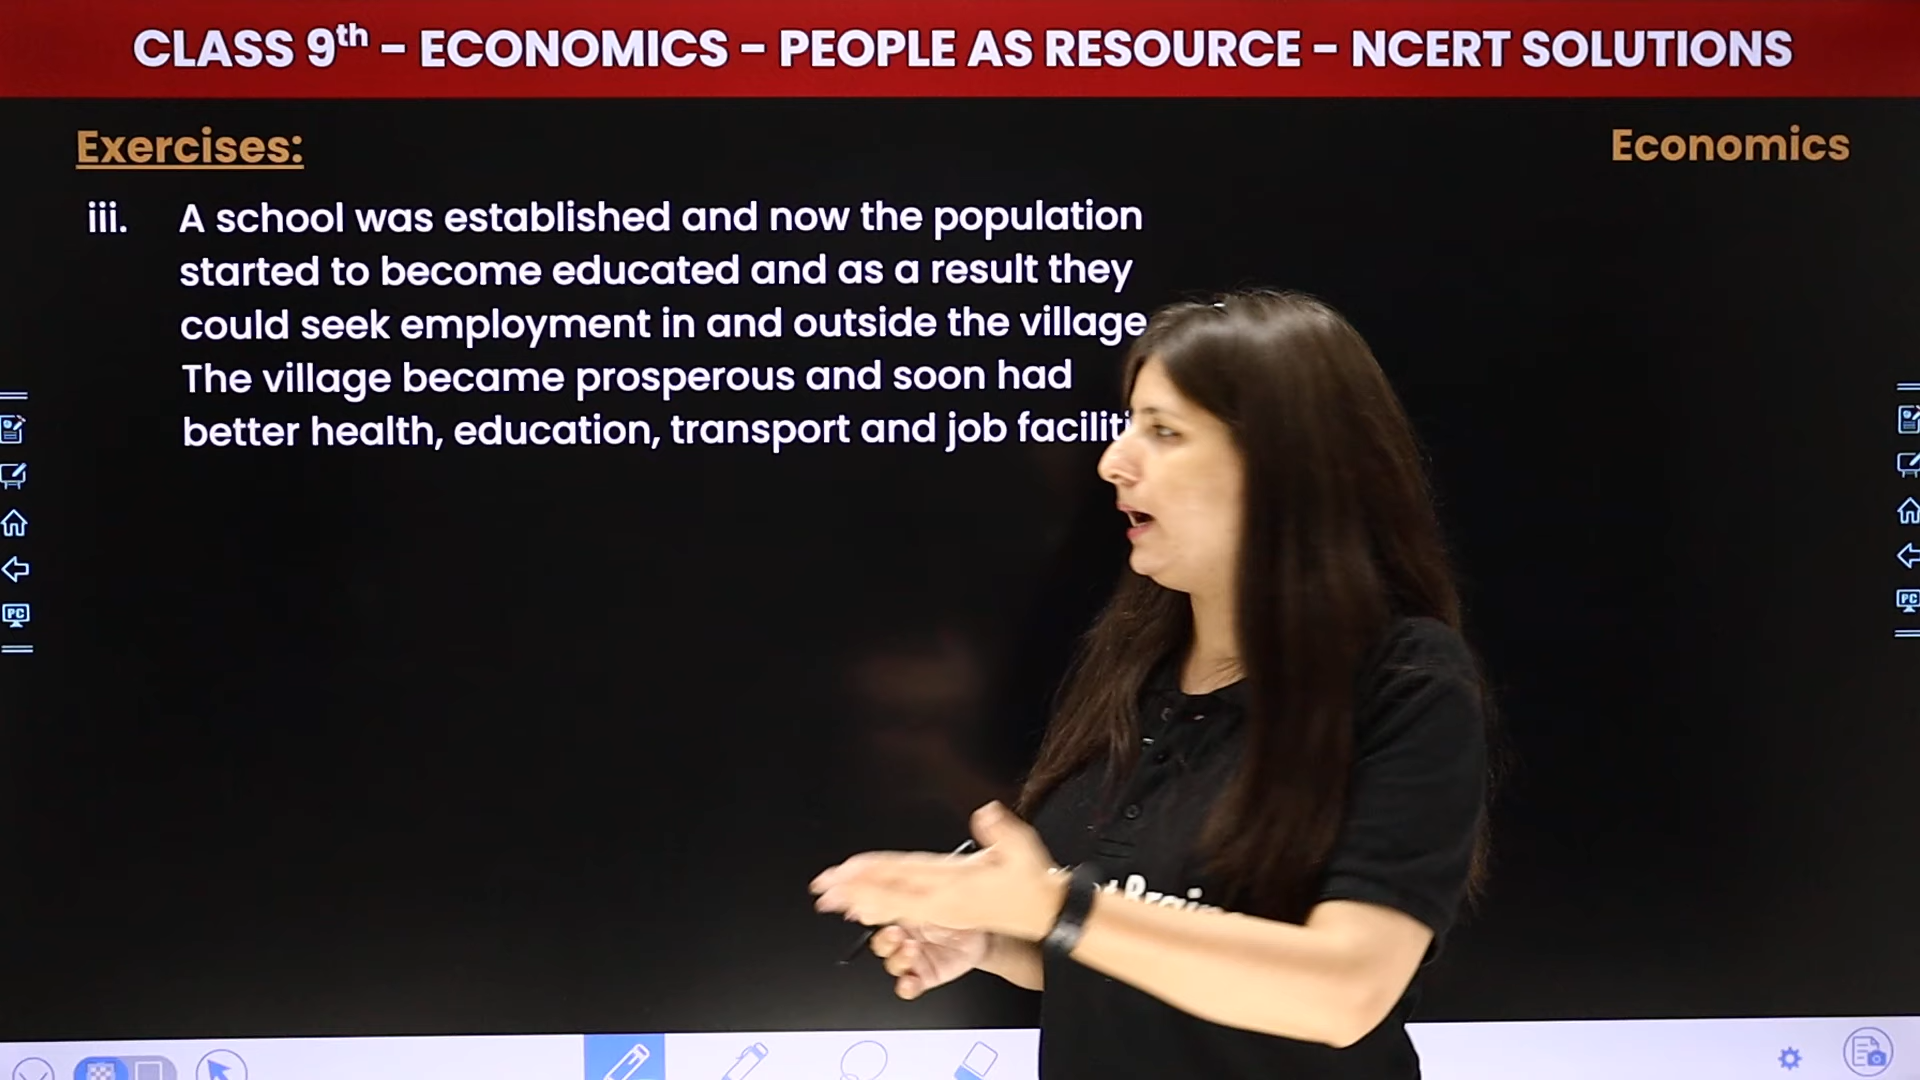 CLASS 9th – ECONOMICS – PEOPLE AS RESOURCE – NCERT SOLUTIONS
Exercises:
Economics
iii. A school was established and now the population
started to become educated and as a result they
could seek employment in and outside the village
The village became prosperous and soon had
better health, education, transport and job
PC
PC